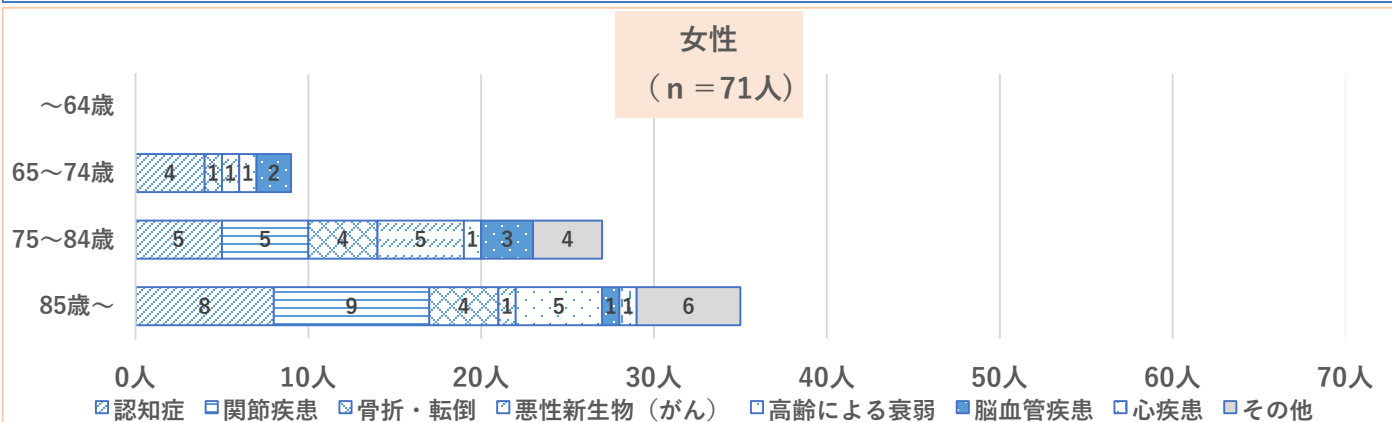 女性
（ｎ＝71人）
～64歳
65～74歳 4 1 1 1 2
75～84歳 5 5 4 5 1 3 4
85歳～ 8 9 4 1 5 1 1 6
0人 10人 20人 30人 40人 50人 60人 70人
認知症 関節疾患 骨折・転倒 悪性新生物（がん） 高齢による衰弱 脳血管疾患 心疾患 その他